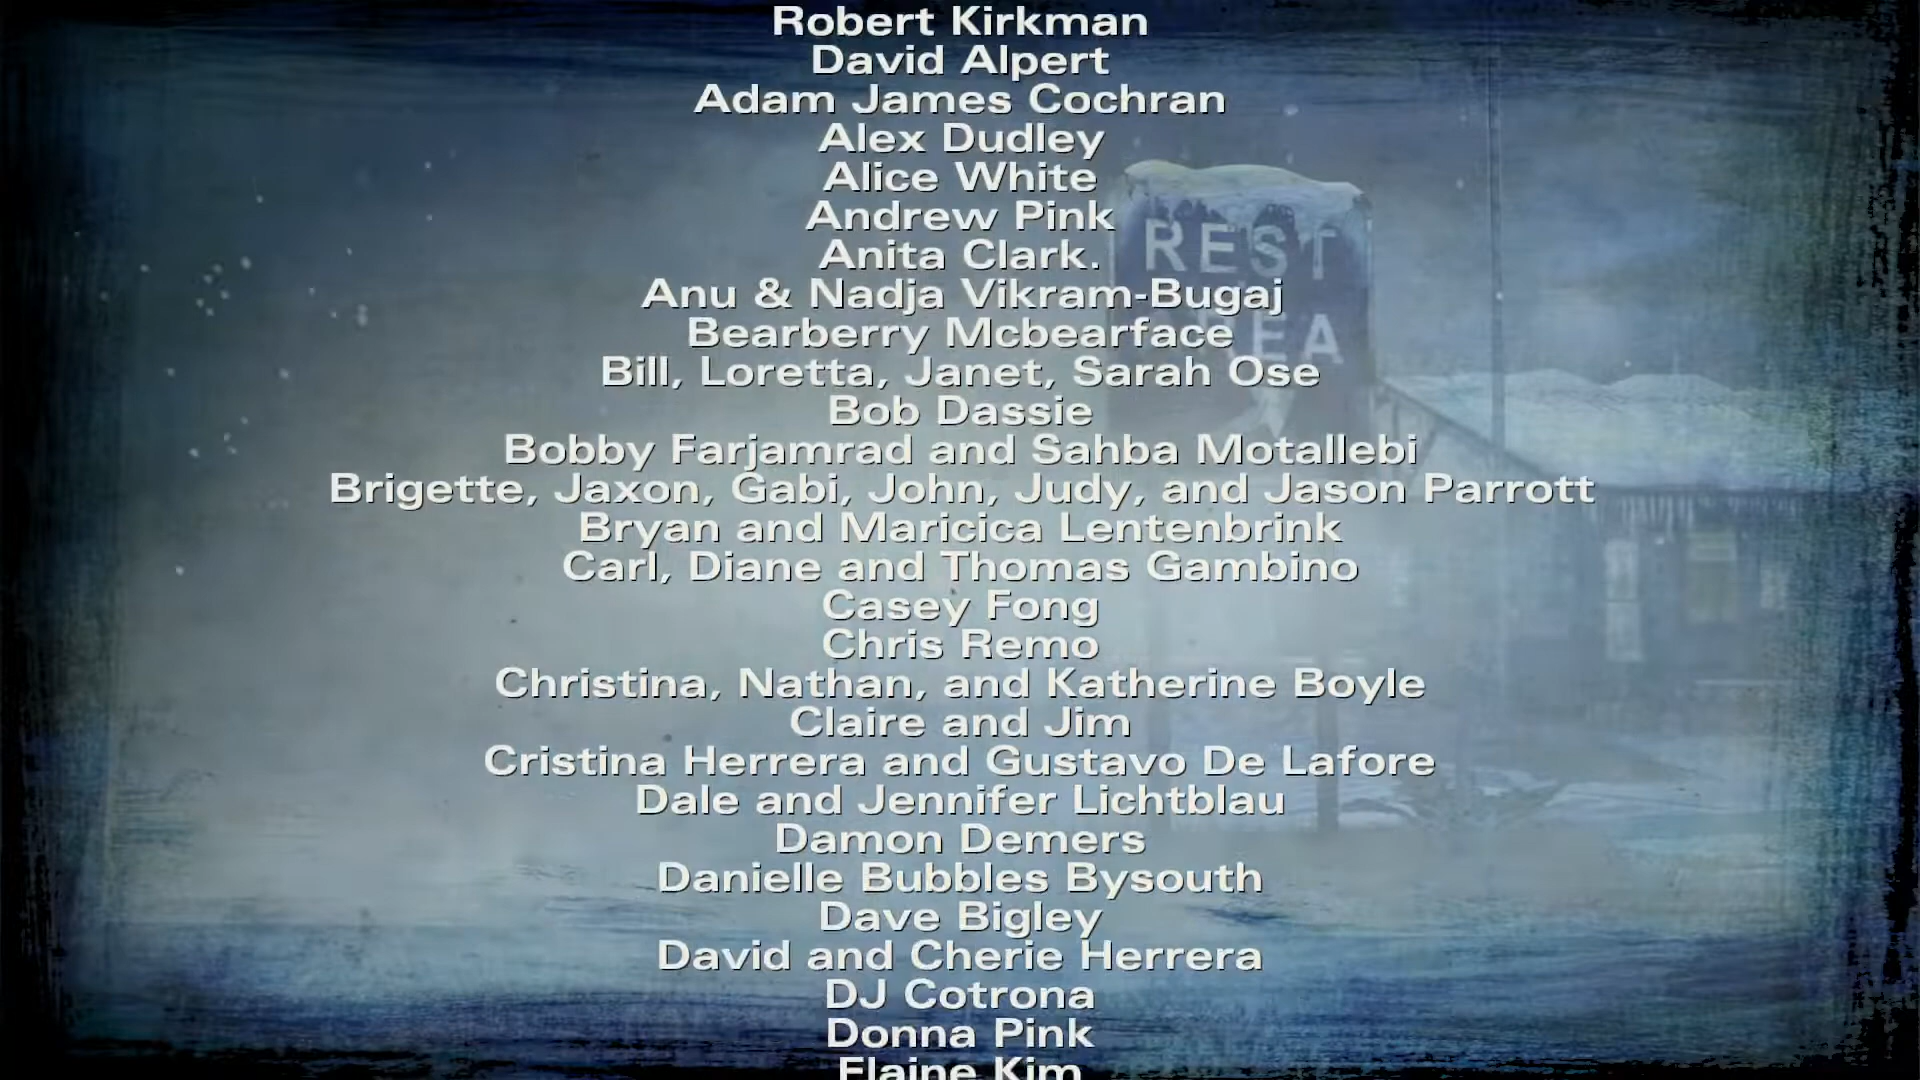 Robert Kirkman
David Alpert
Adam James Cochran
Alex Dudley
Alice White
Andrew Pink
Anita Clark.
Anu & Nadja Vikram-Bugaj
Bearberry Mcbearface
Bill, Loretta, Janet, Sarah Ose
Bob Dassie
Bobby Farjamrad and Sahba Motallebi
Brigette, Jaxon, Gabi, John, Judy, and Jason Parrott
Bryan and Maricica Lentenbrink
Carl, Diane and Thomas Gambino
Casey Fong
Chris Remo
Christina, Nathan, and Katherine Boyle
Claire and Jim
Cristina Herrera and Gustavo De Lafore
Dale and Jennifer Lichtblau
Damon Demers
Danielle Bubbles Bysouth
Dave Bigley
David and Cherie Herrera
DJ Cotrona
Donna Pink
Elaine Kim
REST
AREA